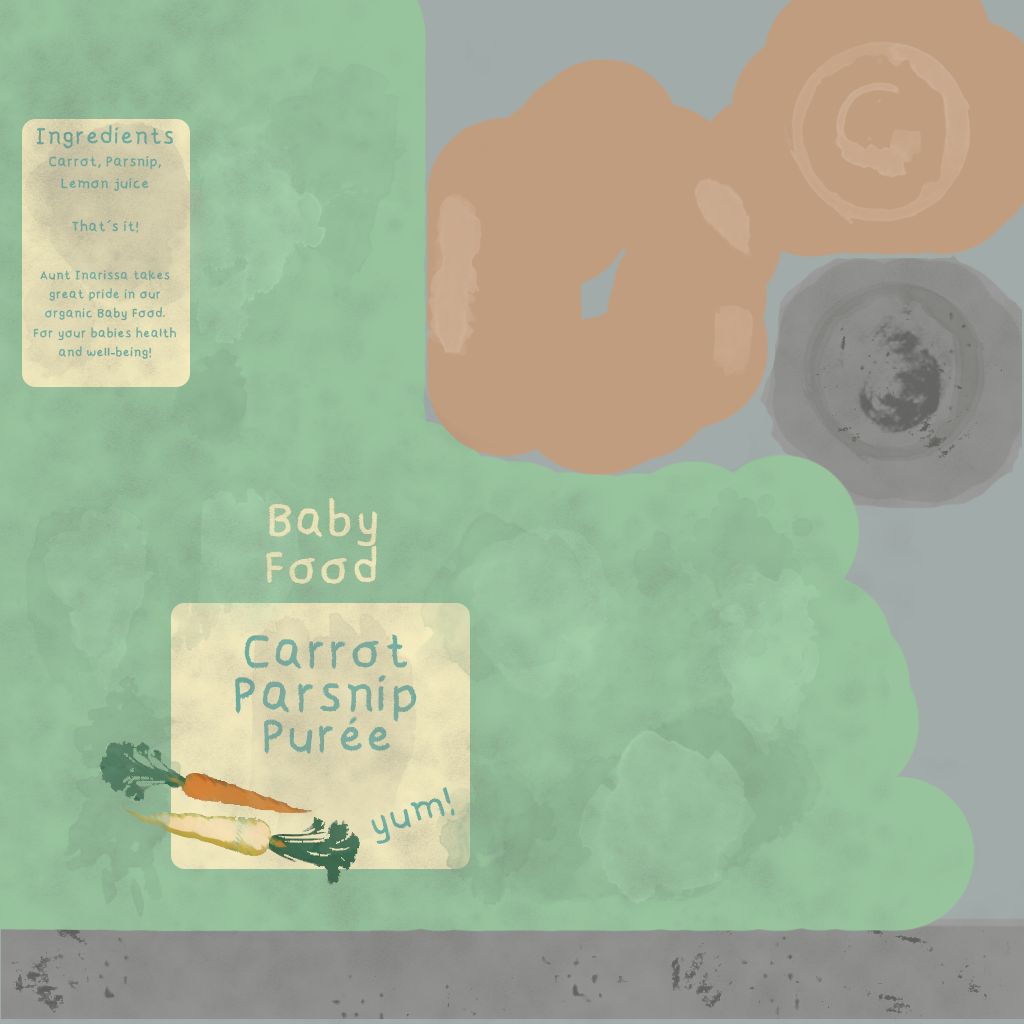 Ingredients
Carrot, Parsnip,
Lemon juice
That´s it!
Aunt Inarissa takes
great pride in our
organic Baby Food.
For your babies health
and well-being!
Baby
Food
Carrot
Parsnip
Purée
yum!